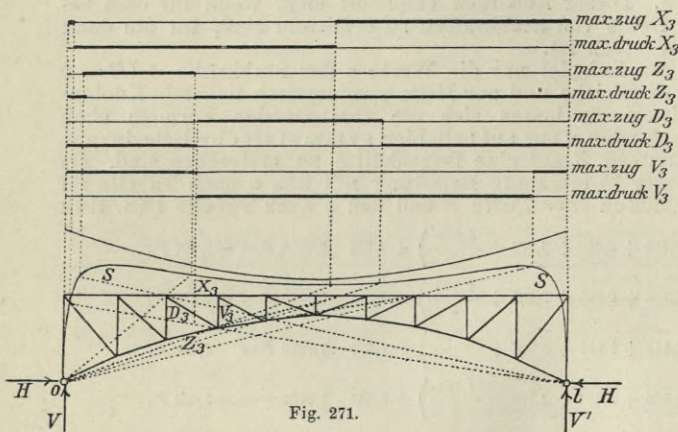 max.zug X3
max.druck X3
max.zug Z3
max.druck Z3
max.zug D3
max.druck D3
max.zug V3
max.druck V3
S
S
X3
D3
V3
Z3
H
o
l
H
V
V'
Fig. 271.